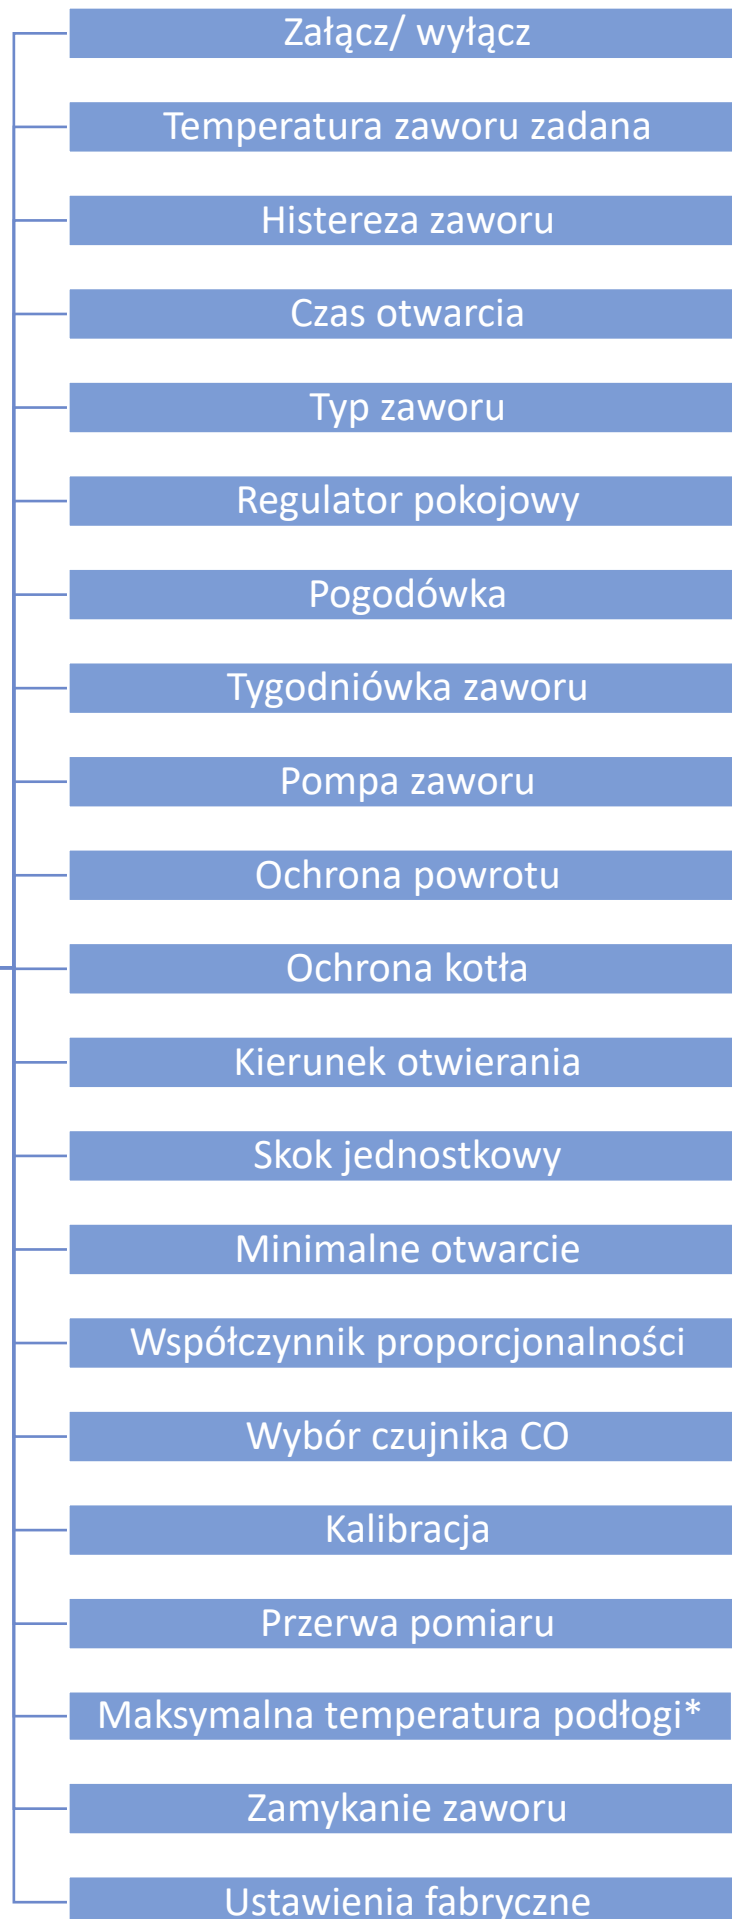 Załącz/ wyłącz
Temperatura zaworu zadana
Histereza zaworu
Czas otwarcia
Typ zaworu
Regulator pokojowy
Pogodówka
Tygodniówka zaworu
Pompa zaworu
Ochrona powrotu
Ochrona kotła
Kierunek otwierania
Skok jednostkowy
Minimalne otwarcie
Współczynnik proporcjonalności
Wybór czujnika CO
Kalibracja
Przerwa pomiaru
Maksymalna temperatura podłogi*
Zamykanie zaworu
Ustawienia fabryczne